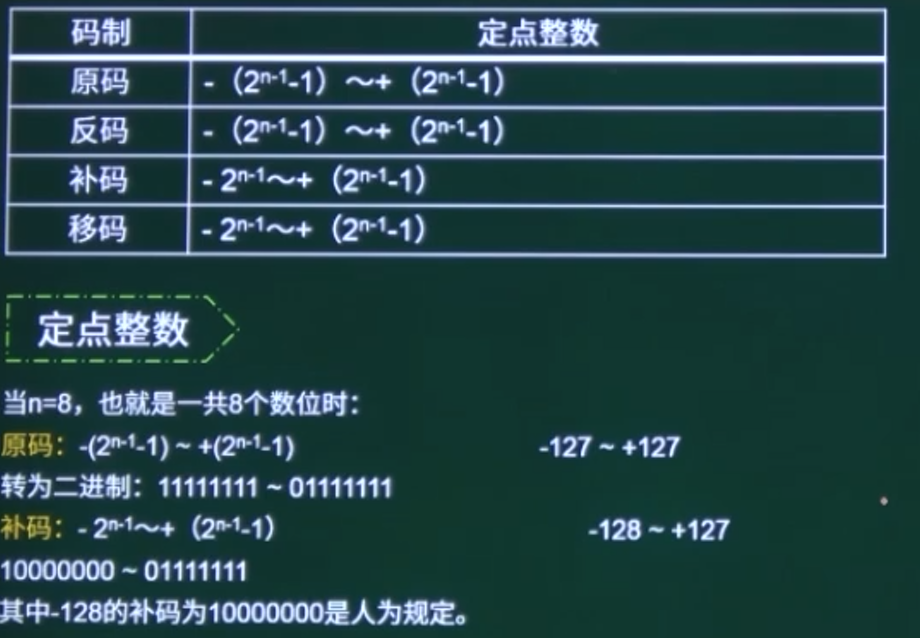 码制 定点整数
原码 -（2ⁿ⁻¹-1）～+（2ⁿ⁻¹-1）
反码 -（2ⁿ⁻¹-1）～+（2ⁿ⁻¹-1）
补码 - 2ⁿ⁻¹～+（2ⁿ⁻¹-1）
移码 - 2ⁿ⁻¹～+（2ⁿ⁻¹-1）
定点整数
当n=8，也就是一共8个数位时：
原码：-(2ⁿ⁻¹-1) ~ +(2ⁿ⁻¹-1) -127 ~ +127
转为二进制：11111111 ~ 01111111
补码：- 2ⁿ⁻¹～+（2ⁿ⁻¹-1） -128 ~ +127
10000000 ~ 01111111
其中-128的补码为10000000是人为规定。